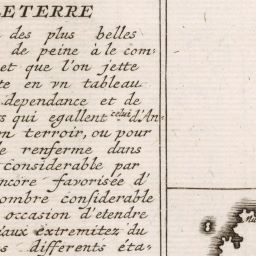 LETERRE
des plus belles
de peine à le com-
et que l'on jette
te en vn tableau
dependance et de
s qui egallent celui d'An-
n terroir, ou pour
le renferme dans
considerable par
ncore favorisée d'
ombre considerable
occasion d'etendre
iaux extremitez du
s differents éta-